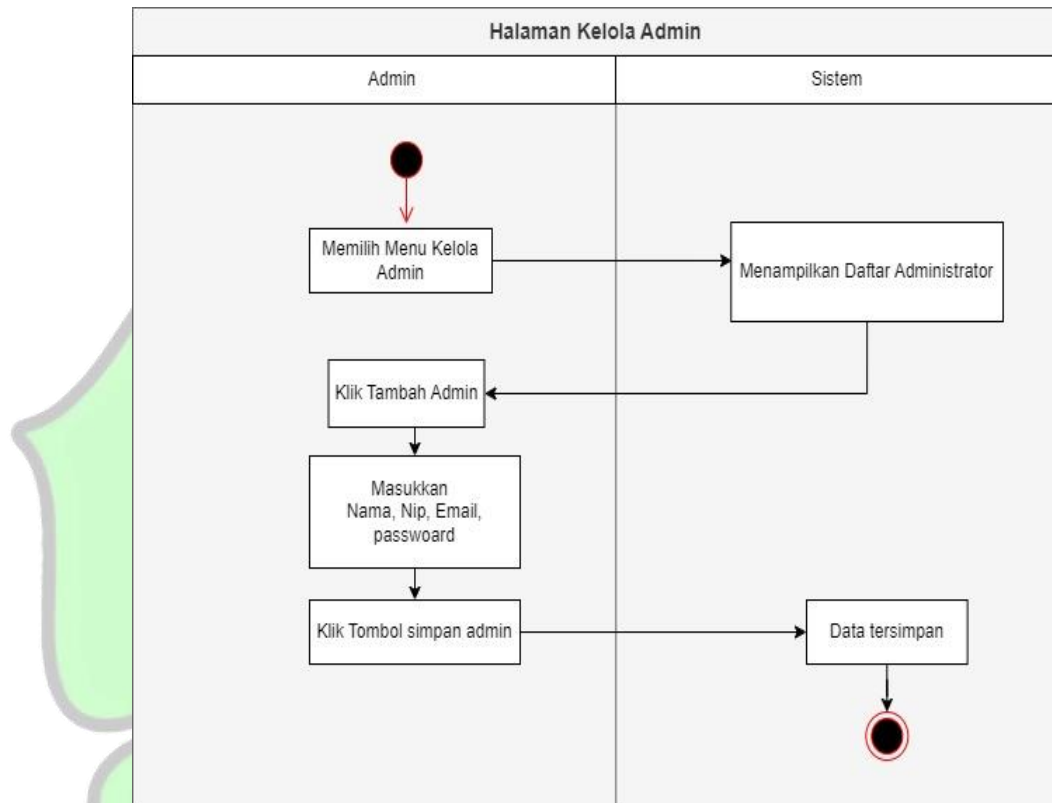 Halaman Kelola Admin
Admin
Sistem
Memilih Menu Kelola
Admin
Menampilkan Daftar Administrator
Klik Tambah Admin
Masukkan
Nama, Nip, Email,
passwoard
Klik Tombol simpan admin
Data tersimpan